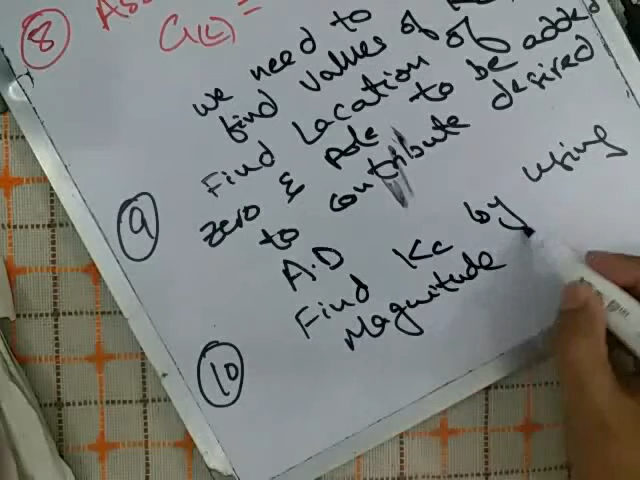 ⑧ Ass
G(c) =
we need to
find values of
⑨ Find Location of
zero & pole to be added
to contribute desired
A.D
⑩ Find Kc by using
Magnitude